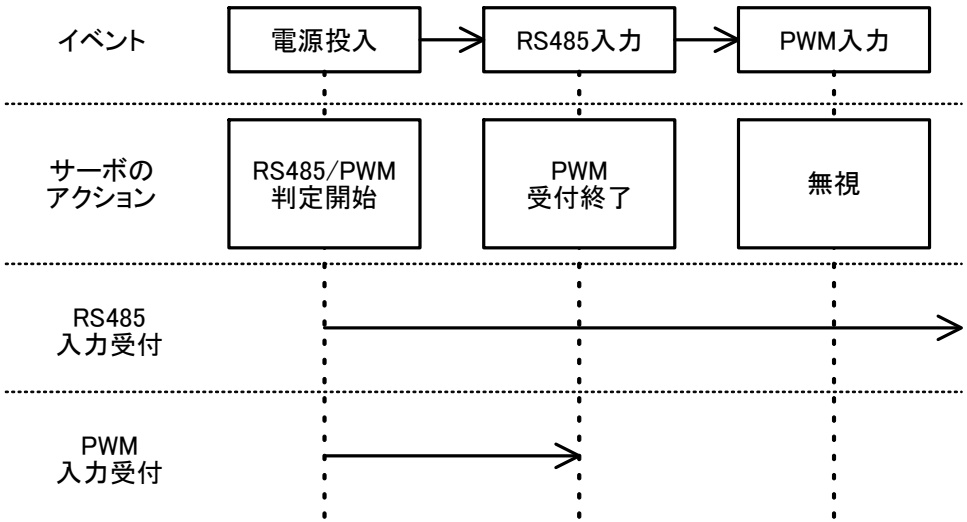 イベント
電源投入
RS485入力
PWM入力
サーボの
アクション
RS485/PWM
判定開始
PWM
受付終了
無視
RS485
入力受付
PWM
入力受付